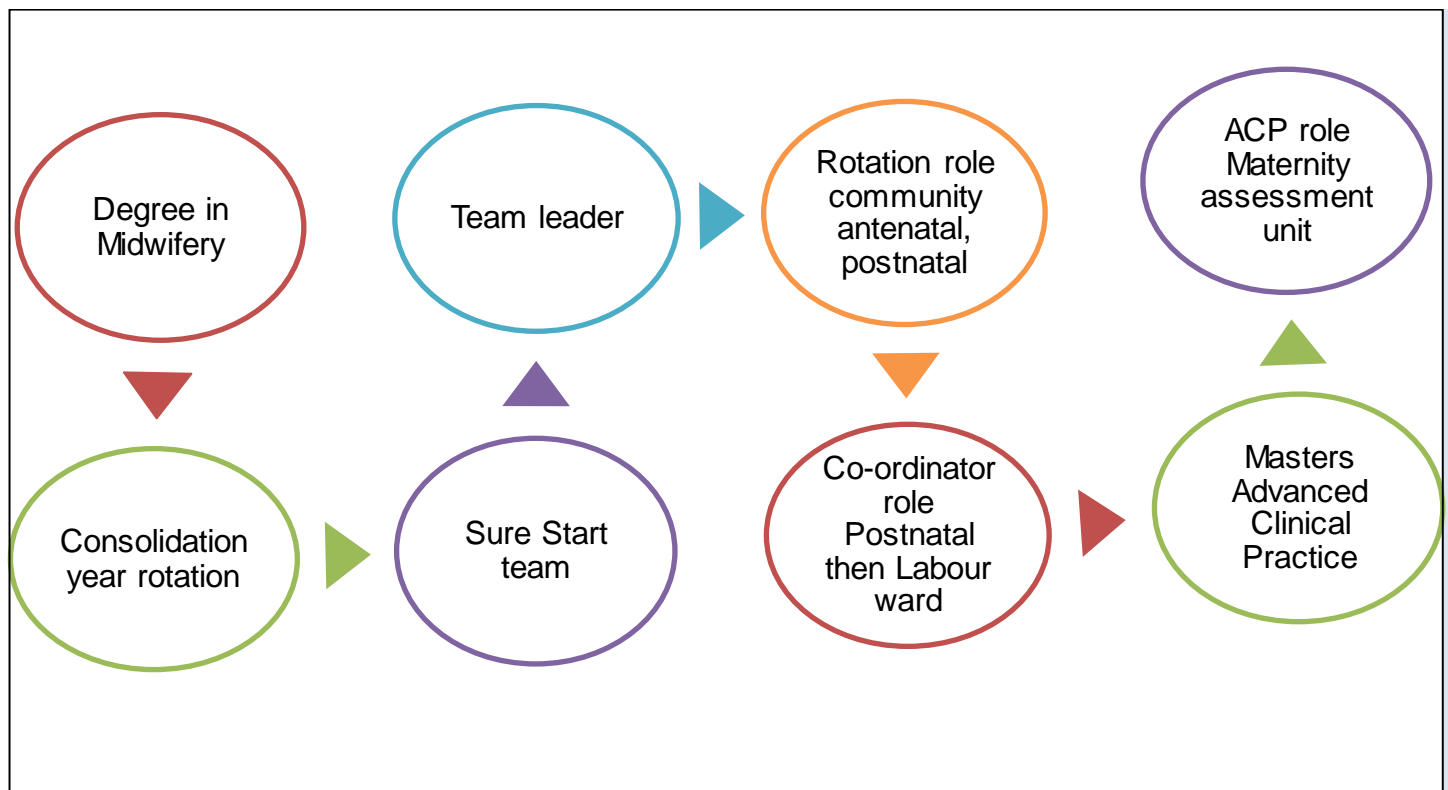 Degree in
Midwifery
Consolidation
year rotation
Sure Start
team
Team leader
Rotation role
community
antenatal,
postnatal
Co-ordinator
role
Postnatal
then Labour
ward
Masters
Advanced
Clinical
Practice
ACP role
Maternity
assessment
unit